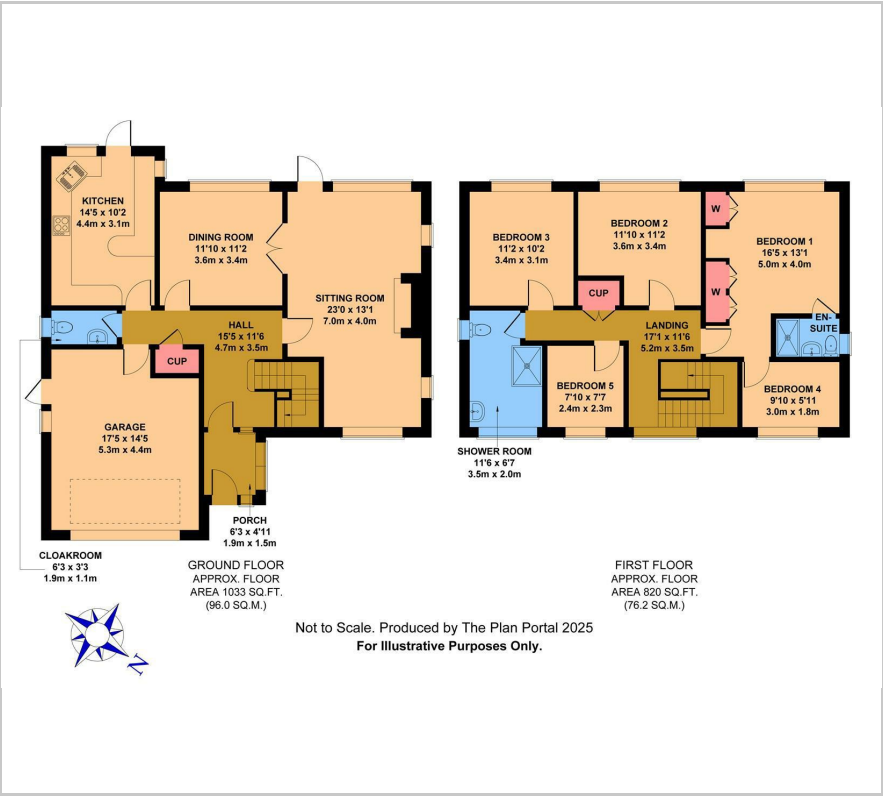 KITCHEN
14'5 x 10'2
4.4m x 3.1m
DINING ROOM
11'10 x 11'2
3.6m x 3.4m
SITTING ROOM
23'0 x 13'1
7.0m x 4.0m
HALL
15'5 x 11'6
4.7m x 3.5m
CUP
GARAGE
17'5 x 14'5
5.3m x 4.4m
PORCH
6'3 x 4'11
1.9m x 1.5m
CLOAKROOM
6'3 x 3'3
1.9m x 1.1m
GROUND FLOOR
APPROX. FLOOR
AREA 1033 SQ.FT.
(96.0 SQ.M.)
BEDROOM 3
11'2 x 10'2
3.4m x 3.1m
BEDROOM 2
11'10 x 11'2
3.6m x 3.4m
W
BEDROOM 1
16'5 x 13'1
5.0m x 4.0m
W
CUP
LANDING
17'1 x 11'6
5.2m x 3.5m
EN-
SUITE
BEDROOM 5
7'10 x 7'7
2.4m x 2.3m
BEDROOM 4
9'10 x 5'11
3.0m x 1.8m
SHOWER ROOM
11'6 x 6'7
3.5m x 2.0m
FIRST FLOOR
APPROX. FLOOR
AREA 820 SQ.FT.
(76.2 SQ.M.)
N
Not to Scale. Produced by The Plan Portal 2025
For Illustrative Purposes Only.